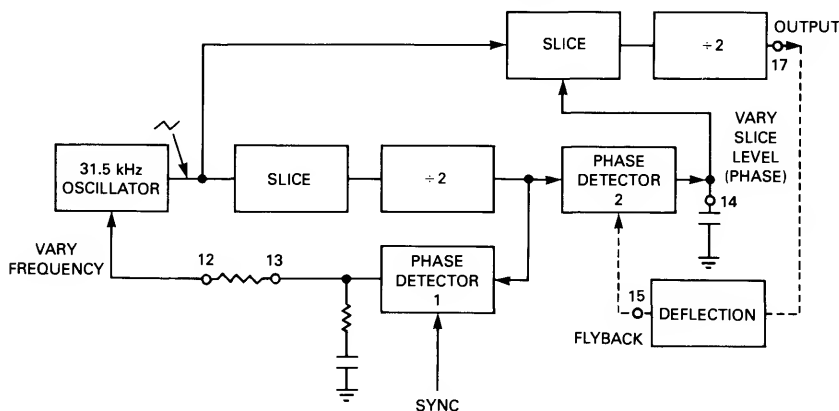 OUTPUT
SLICE
÷2
17
VARY
SLICE
LEVEL
(PHASE)
31.5 kHz
OSCILLATOR
SLICE
÷2
PHASE
DETECTOR
2
14
VARY
FREQUENCY
12
13
PHASE
DETECTOR
1
15
DEFLECTION
FLYBACK
SYNC